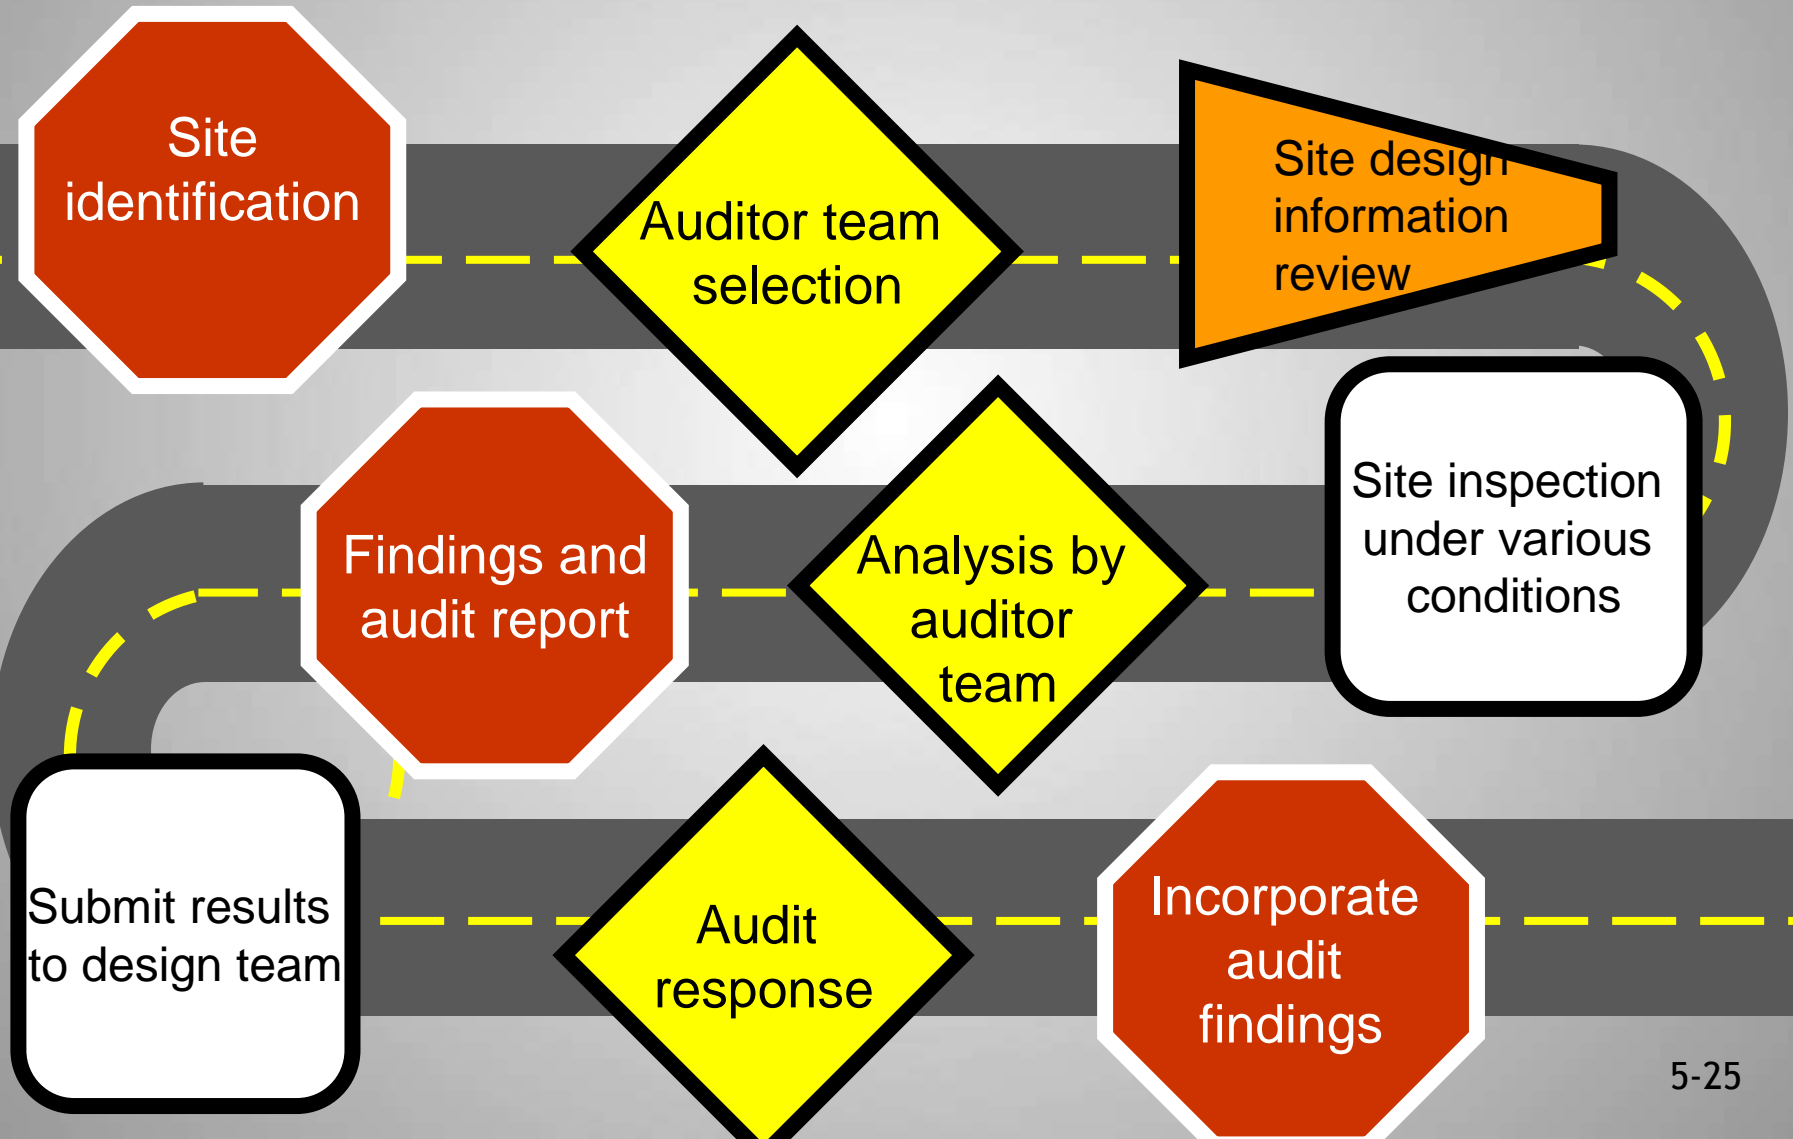 Site
identification
Auditor team
selection
Site design
information
review
Site inspection
under various
conditions
Analysis by
auditor
team
Findings and
audit report
Submit results
to design team
Audit
response
Incorporate
audit
findings
5-25